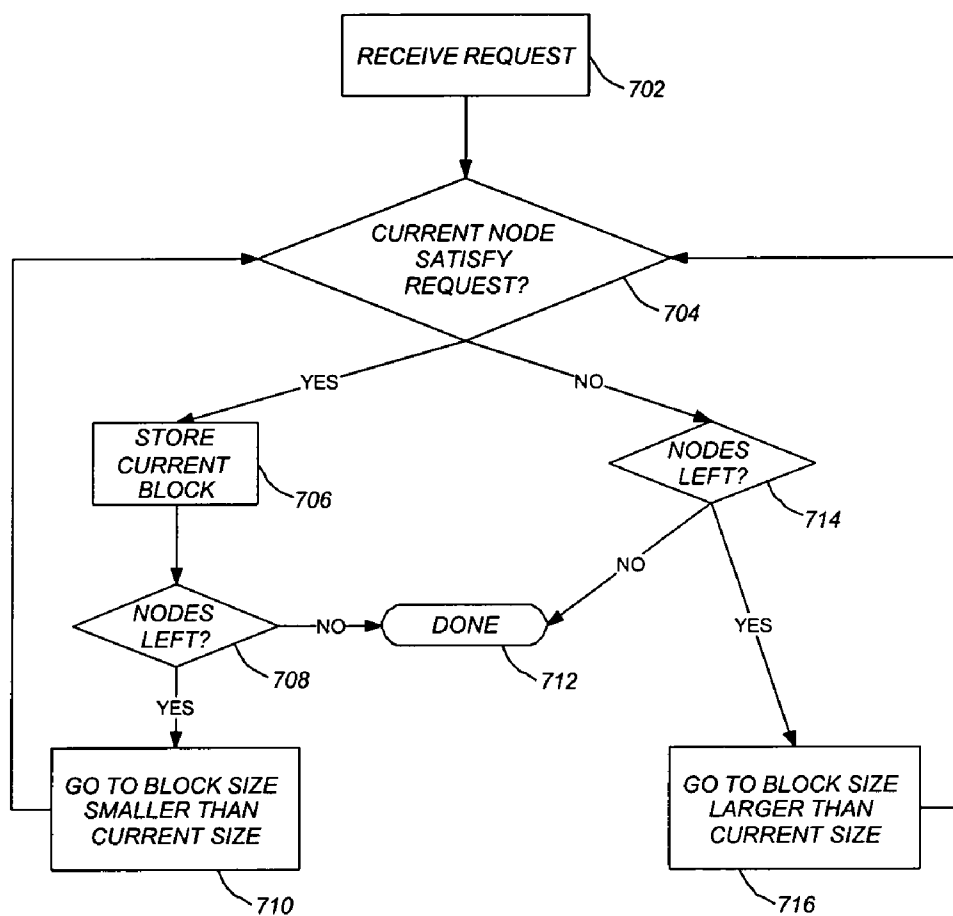 RECEIVE REQUEST
702
CURRENT NODE
SATISFY
REQUEST?
704
YES
NO
STORE
CURRENT
BLOCK
706
NODES
LEFT?
714
NO
NODES
LEFT?
708
NO
DONE
712
YES
YES
GO TO BLOCK SIZE
SMALLER THAN
CURRENT SIZE
710
GO TO BLOCK SIZE
LARGER THAN
CURRENT SIZE
716